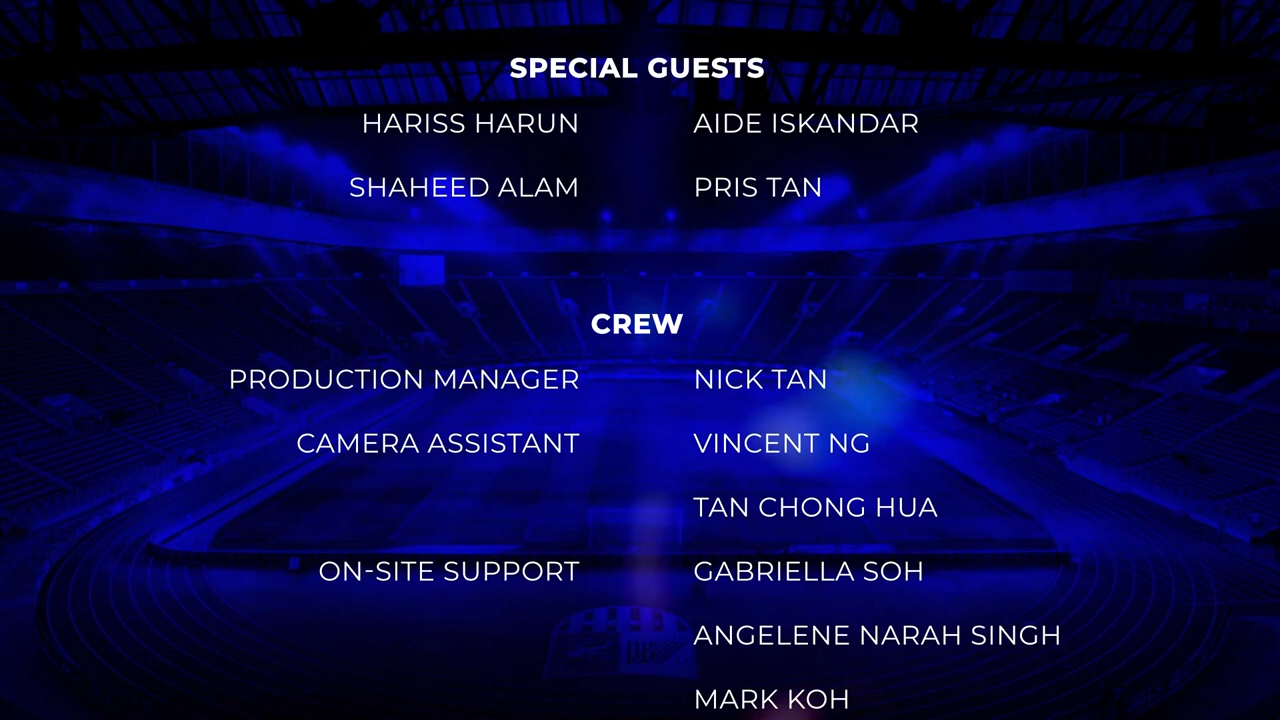 SPECIAL GUESTS
HARISS HARUN AIDE ISKANDAR
SHAHEED ALAM PRIS TAN
CREW
PRODUCTION MANAGER NICK TAN
CAMERA ASSISTANT VINCENT NG
TAN CHONG HUA
ON-SITE SUPPORT GABRIELLA SOH
ANGELENE NARAH SINGH
MARK KOH